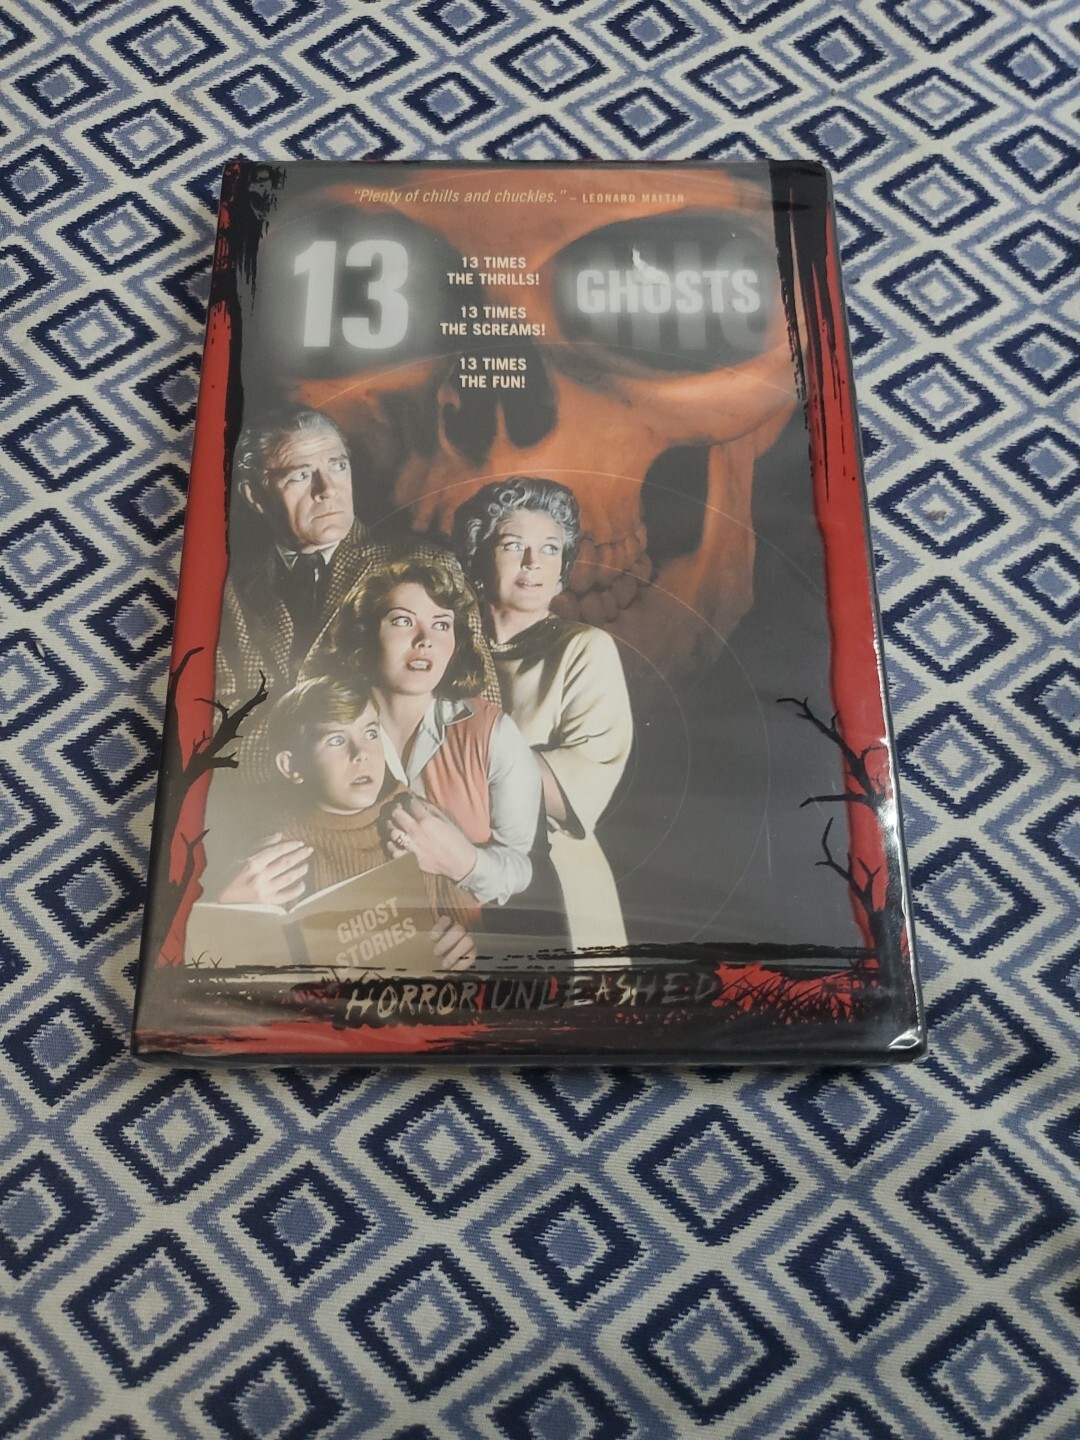 "Plenty of chills and chuckles." – LEONARD MALTIN
13
13 TIMES
THE THRILLS!
13 TIMES
THE SCREAMS!
13 TIMES
THE FUN!
GHOSTS
GHOST
STORIES
HORROR UNLEASHED